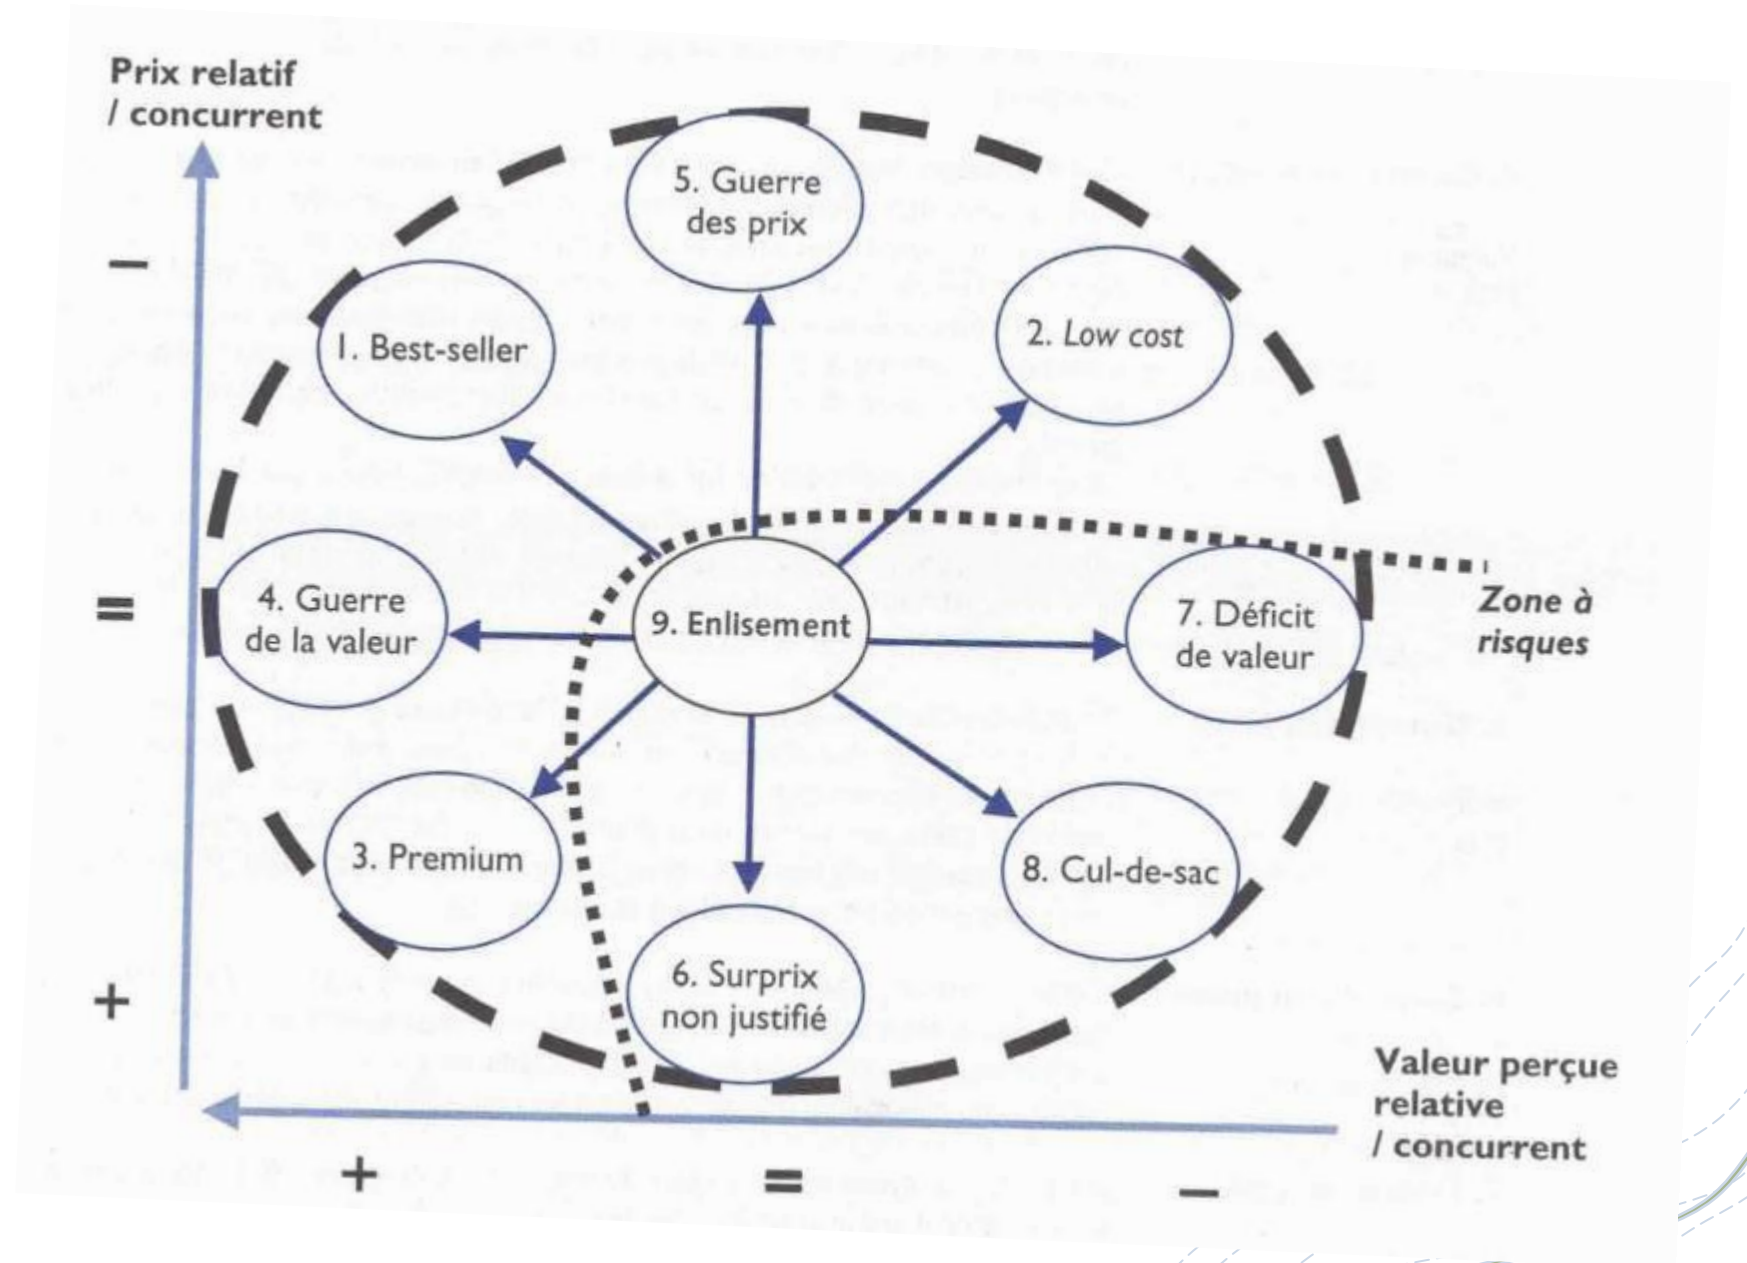 Prix relatif
/ concurrent
5. Guerre
des prix
–
1. Best-seller
2. Low cost
4. Guerre
de la valeur
=
9. Enlisement
7. Déficit
de valeur
Zone à
risques
3. Premium
8. Cul-de-sac
6. Surprix
non justifié
+
Valeur perçue
relative
/ concurrent
+
=
–